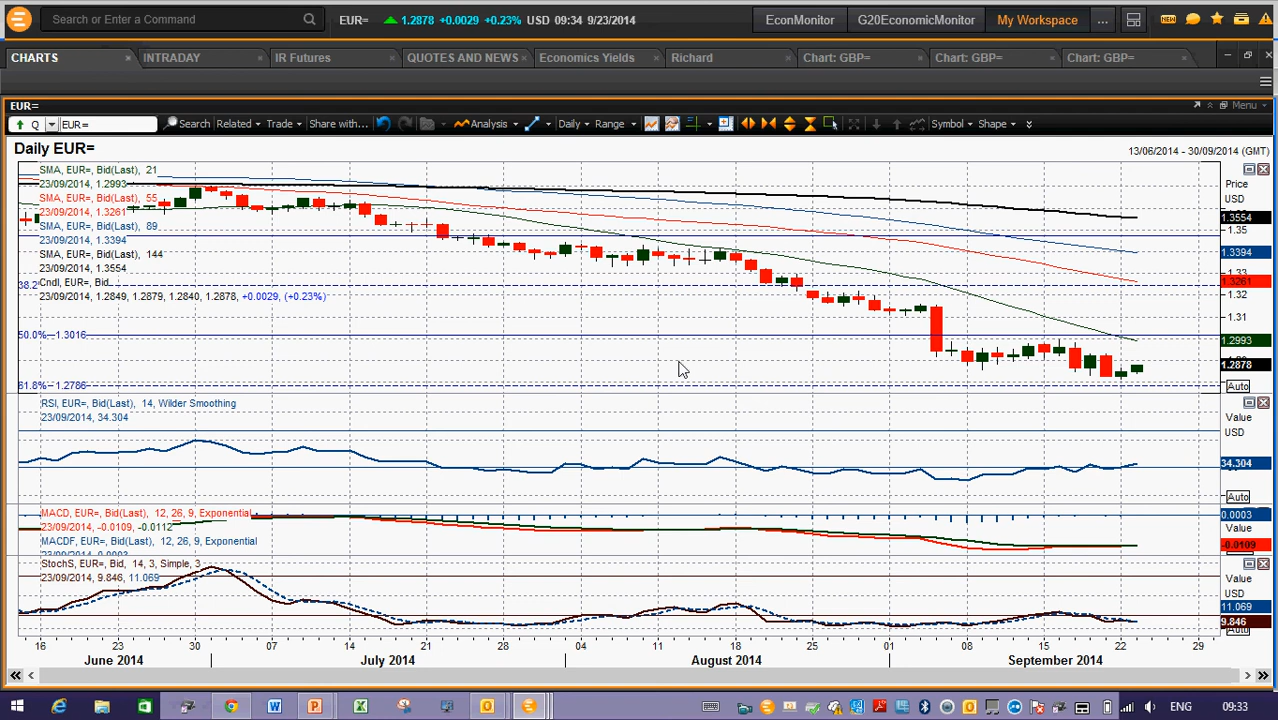 Search or Enter a Command
EUR= 1.2878 +0.0029 +0.23% USD 09:34 9/23/2014
EconMonitor
G20EconomicMonitor
My Workspace
...
NEW
CHARTS
INTRADAY
IR Futures
QUOTES AND NEWS
Economics Yields
Richard
Chart: GBP=
Chart: GBP=
Chart: GBP=
EUR=
Menu
Q
EUR=
Search
Related
Trade
Share with...
Analysis
Daily
Range
Symbol
Shape
Daily EUR=
13/06/2014 - 30/09/2014 (GMT)
SMA, EUR=, Bid(Last), 21
23/09/2014, 1.2993
SMA, EUR=, Bid(Last), 55
23/09/2014, 1.3261
SMA, EUR=, Bid(Last), 89
23/09/2014, 1.3394
SMA, EUR=, Bid(Last), 144
23/09/2014, 1.3554
Cndl, EUR=, Bid
23/09/2014, 1.2849, 1.2879, 1.2840, 1.2878, +0.0029, (+0.23%)
50.0%- 1.3016
61.8%- 1.2786
Price
USD
1.3554
1.35
1.3394
1.33
1.3261
1.32
1.31
1.2993
1.2878
Auto
RSI, EUR=, Bid(Last), 14, Wilder Smoothing
23/09/2014, 34.304
Value
USD
34.304
Auto
MACD, EUR=, Bid(Last), 12, 26, 9, Exponential
23/09/2014, -0.0109, -0.0112
MACDF, EUR=, Bid(Last), 12, 26, 9, Exponential
0.0003
Value
-0.0109
StochS, EUR=, Bid, 14, 3, Simple, 3
23/09/2014, 9.846, 11.069
Value
USD
11.069
9.846
Auto
16 23 30 07 14 21 28 04 11 18 25 01 08 15 22 29
June 2014 July 2014 August 2014 September 2014
ENG 09:33